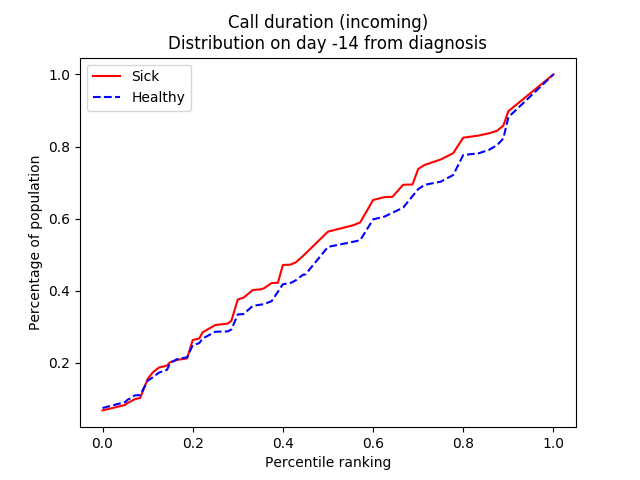 Call duration (incoming)
Distribution on day -14 from diagnosis
Sick
Healthy
Percentage of population
1.0
0.8
0.6
0.4
0.2
0.0 0.2 0.4 0.6 0.8 1.0
Percentile ranking